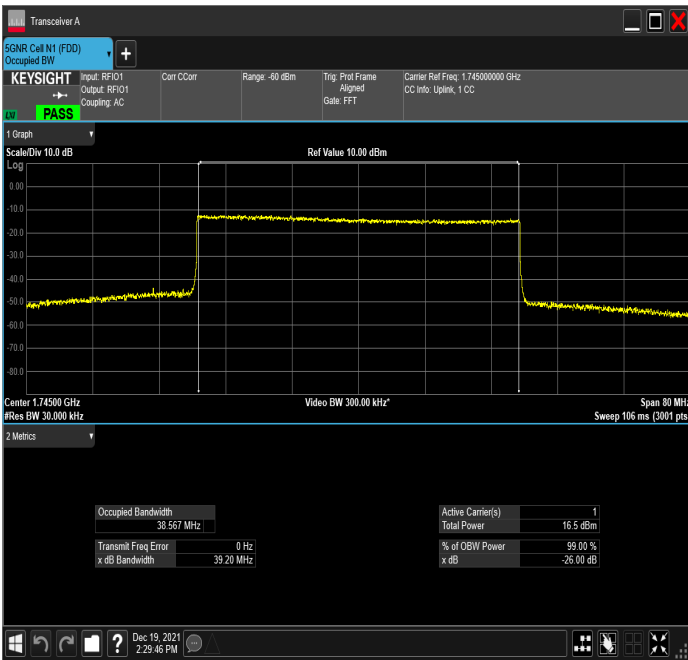 Transceiver A
5GNR Cell N1 (FDD)
Occupied BW
+
KEYSIGHT
LXI
PASS
Input: RFIO1
Output: RFIO1
Coupling: AC
Corr CCorr
Range: -60 dBm
Trig: Prot Frame
Aligned
Gate: FFT
Carrier Ref Freq: 1.745000000 GHz
CC Info: Uplink, 1 CC
1 Graph
Scale/Div 10.0 dB
Ref Value 10.00 dBm
Log
0.00
-10.0
-20.0
-30.0
-40.0
-50.0
-60.0
-70.0
-80.0
Center 1.74500 GHz
Video BW 300.00 kHz*
Span 80 MHz
#Res BW 30.000 kHz
Sweep 106 ms (3001 pts
2 Metrics
Occupied Bandwidth
38.567 MHz
Transmit Freq Error 0 Hz
x dB Bandwidth 39.20 MHz
Active Carrier(s) 1
Total Power 16.5 dBm
% of OBW Power 99.00 %
x dB -26.00 dB
?
Dec 19, 2021
2:29:46 PM